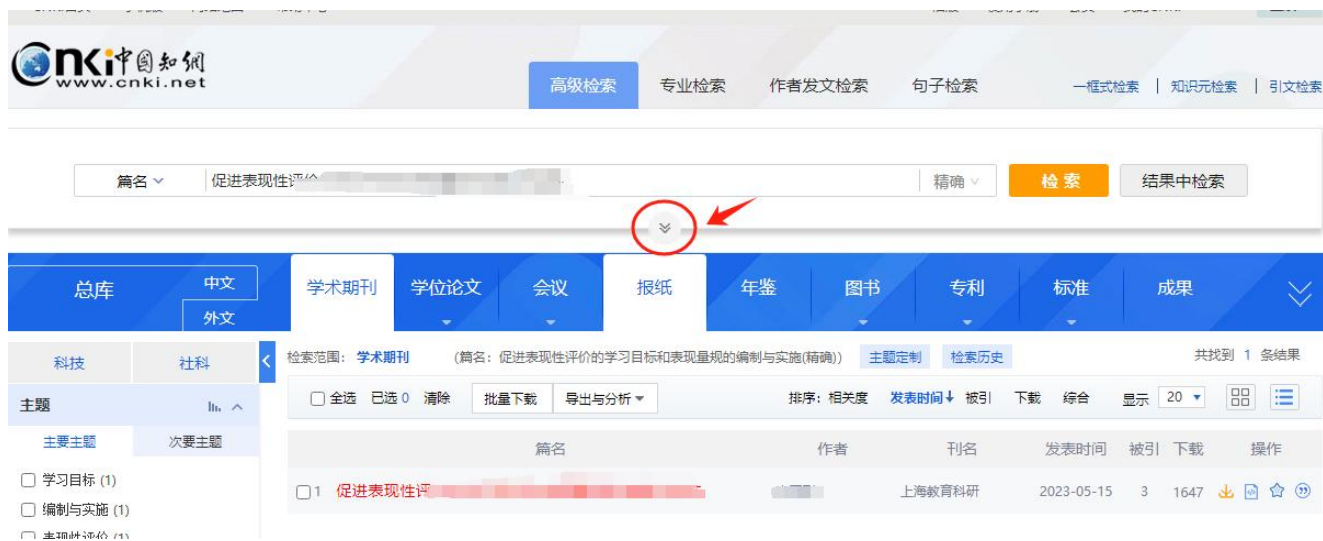 中国知网
www.cnki.net
高级检索 专业检索 作者发文检索 句子检索 一框式检索 | 知识元检索 | 引文检索
篇名 促进表现性评价 精确 检索 结果中检索
总库 中文 学术期刊 学位论文 会议 报纸 年鉴 图书 专利 标准 成果
外文
科技 社科 检索范围：学术期刊 (篇名：促进表现性评价的学习目标和表现量规的编制与实施(精确)) 主题定制 检索历史 共找到 1 条结果
主题 全选 已选 0 清除 批量下载 导出与分析 排序：相关度 发表时间↓ 被引 下载 综合 显示 20
主要主题 次要主题 篇名 作者 刊名 发表时间 被引 下载 操作
学习目标 (1) 1 促进表现性评 上海教育科研 2023-05-15 3 1647
编制与实施 (1)
表现性评价 (1)